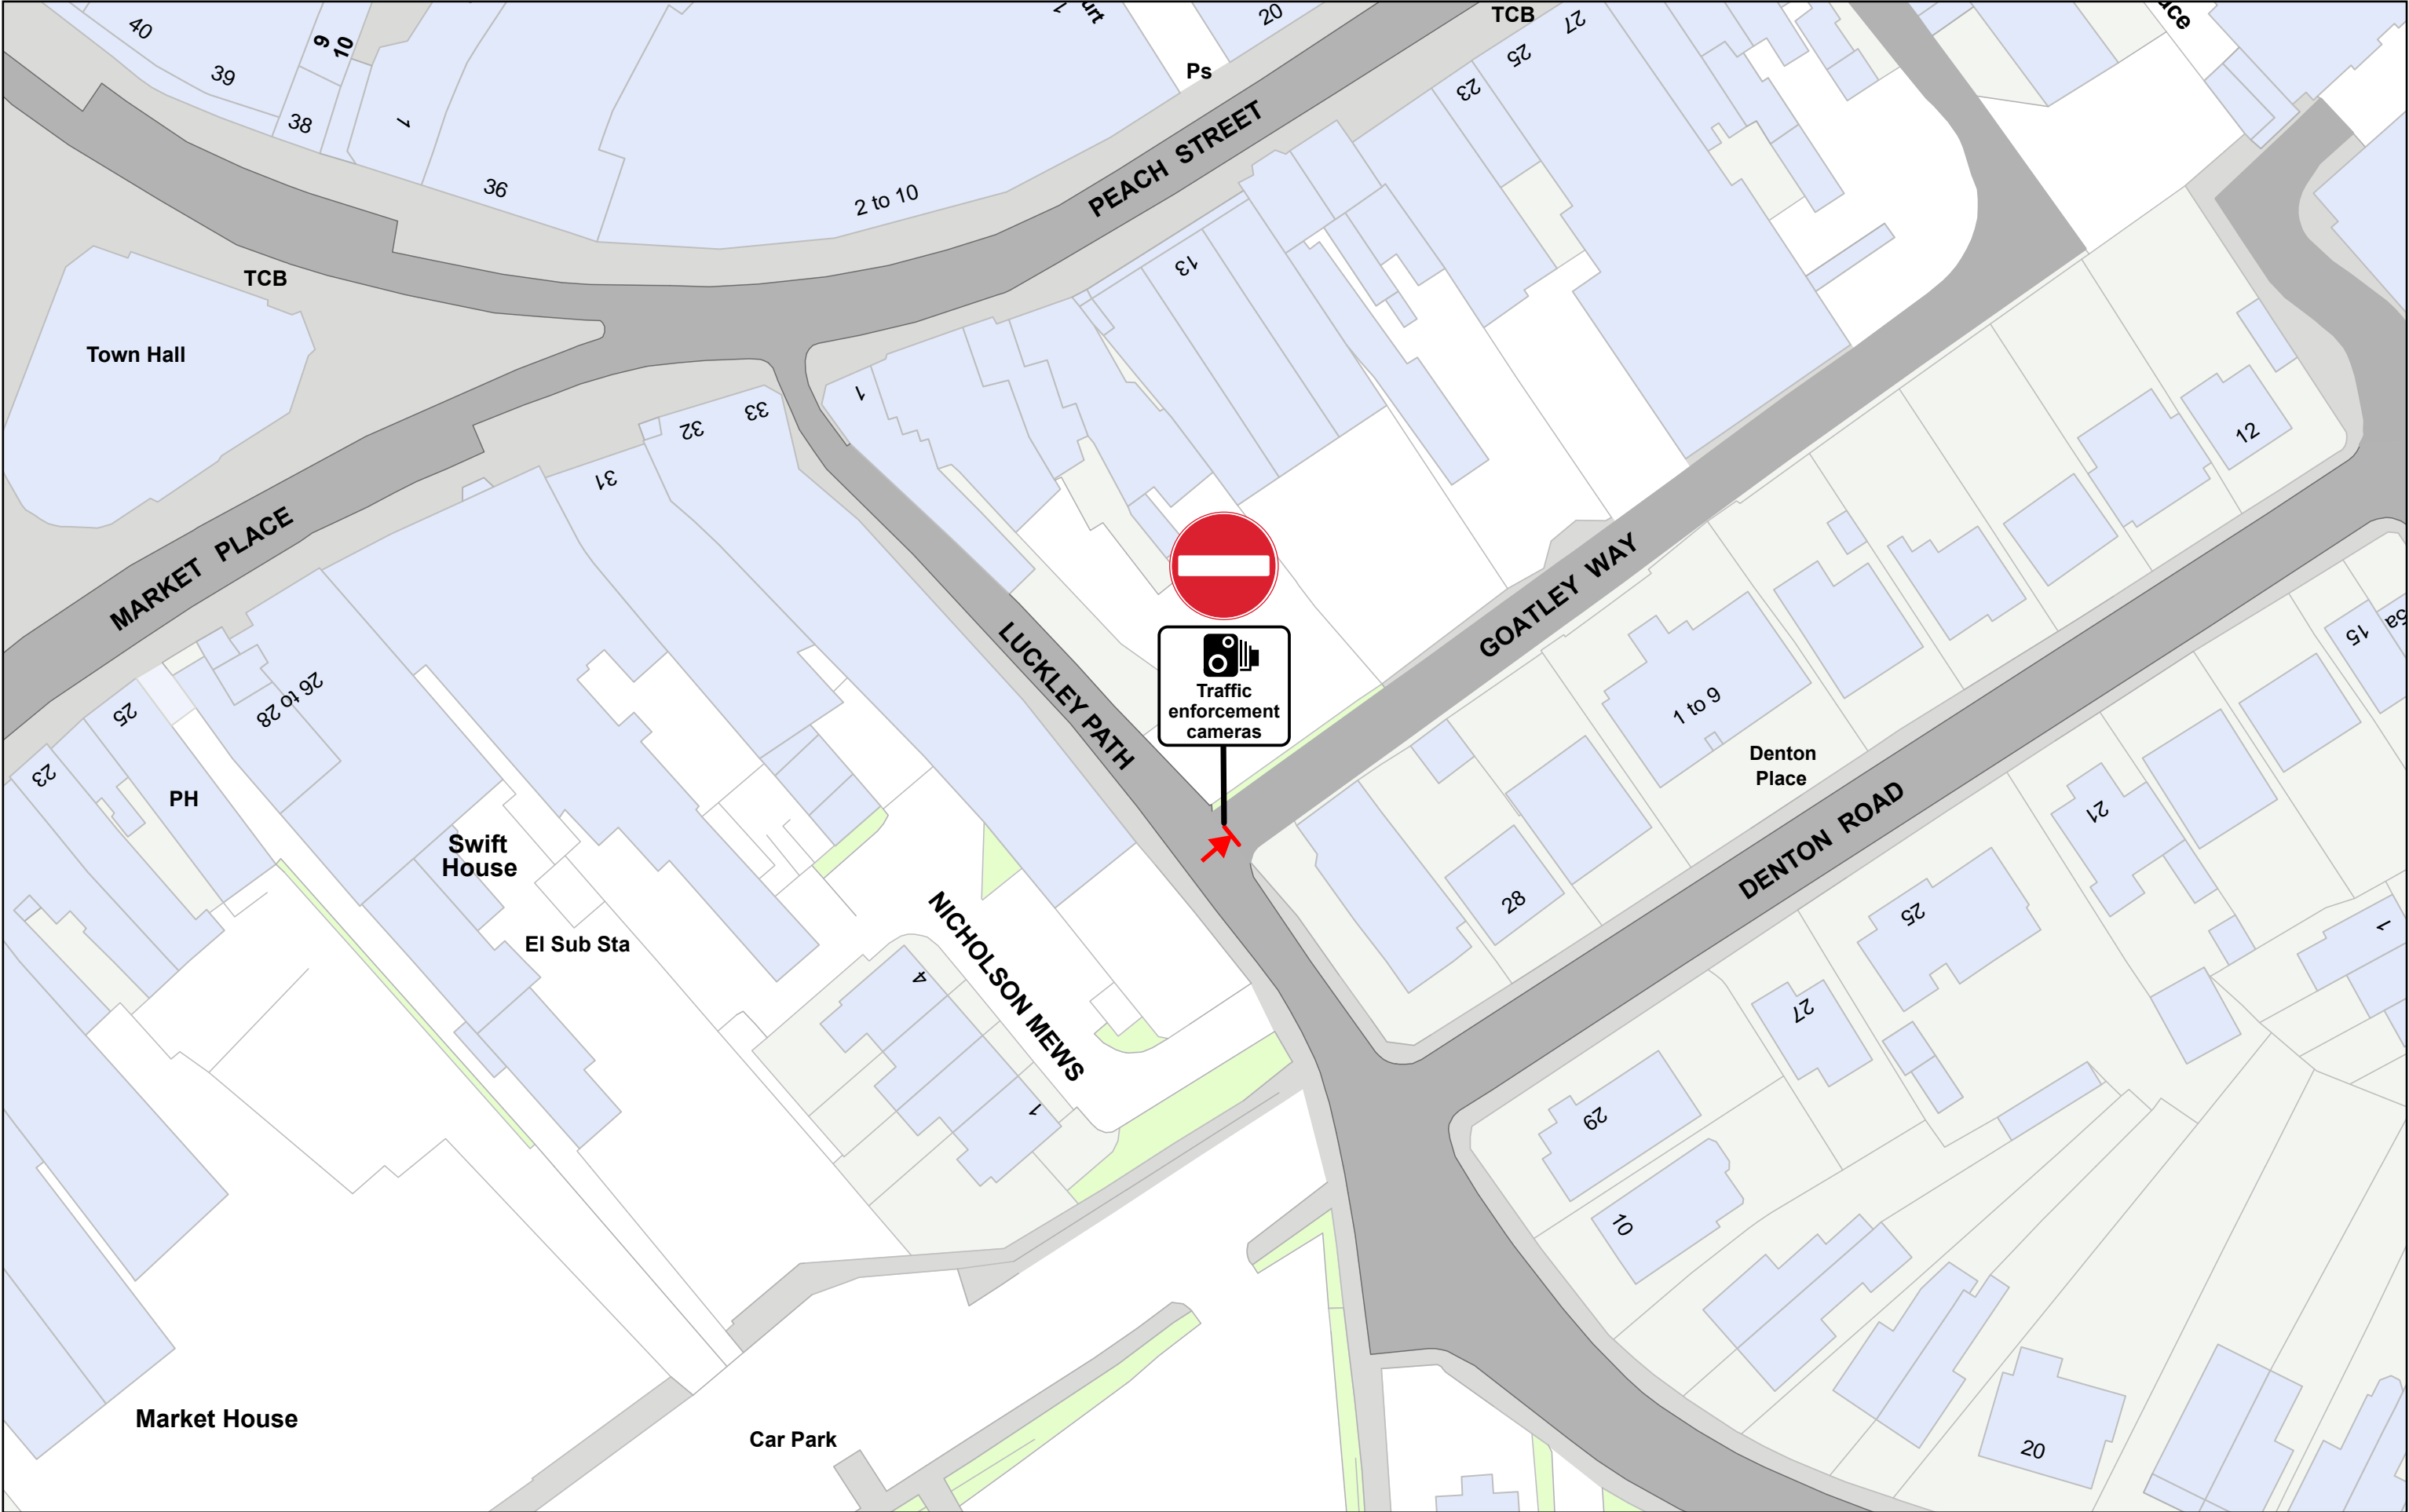 40
39
9
10
38
1
1
36
2 to 10
1
20
Ps
TCB
27
25
23
PEACH STREET
TCB
Town Hall
13
1
33
32
31
12
MARKET PLACE
GOATLEY WAY
LUCKLEY PATH
Traffic
enforcement
cameras
15
26 to 28
25
23
PH
1 to 9
Denton
Place
21
DENTON ROAD
Swift
House
28
25
El Sub Sta
NICHOLSON MEWS
4
1
1
27
29
10
Market House
Car Park
20